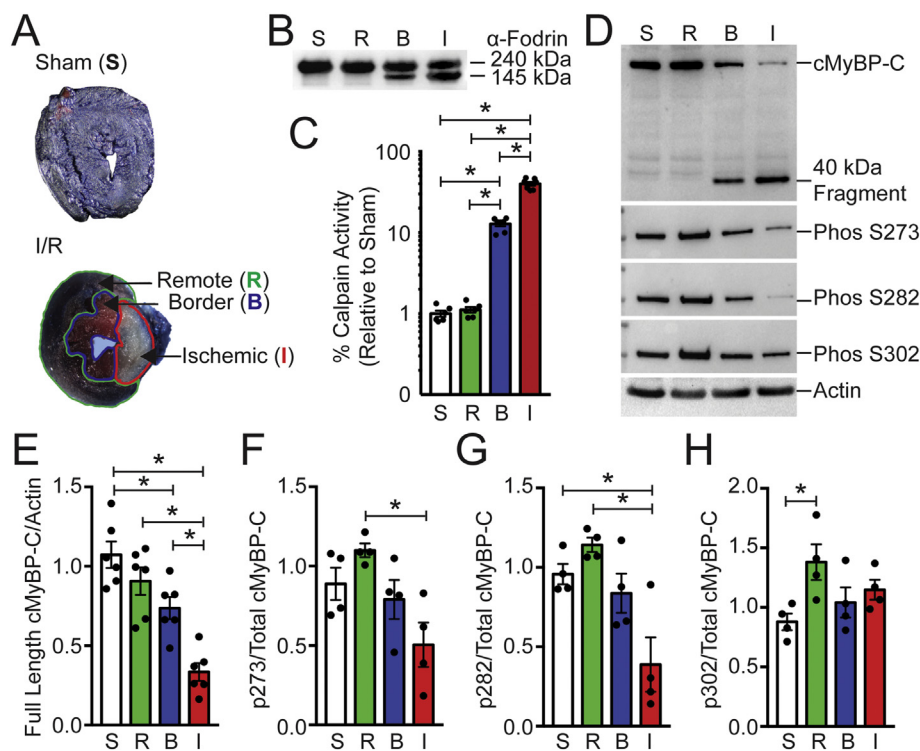 A
Sham (S)
I/R
Remote (R)
Border (B)
Ischemic (I)
B
S R B I α-Fodrin
240 kDa
145 kDa
C
% Calpain Activity
(Relative to Sham)
100
10
1
0
* * * * *
S R B I
D
S R B I
cMyBP-C
40 kDa
Fragment
Phos S273
Phos S282
Phos S302
Actin
E
Full Length cMyBP-C/Actin
1.5
1.0
0.5
0.0
* * * *
S R B I
F
p273/Total cMyBP-C
1.5
1.0
0.5
0.0
*
S R B I
G
p282/Total cMyBP-C
1.5
1.0
0.5
0.0
* *
S R B I
H
p302/Total cMyBP-C
2.0
1.5
1.0
0.5
0.0
*
S R B I